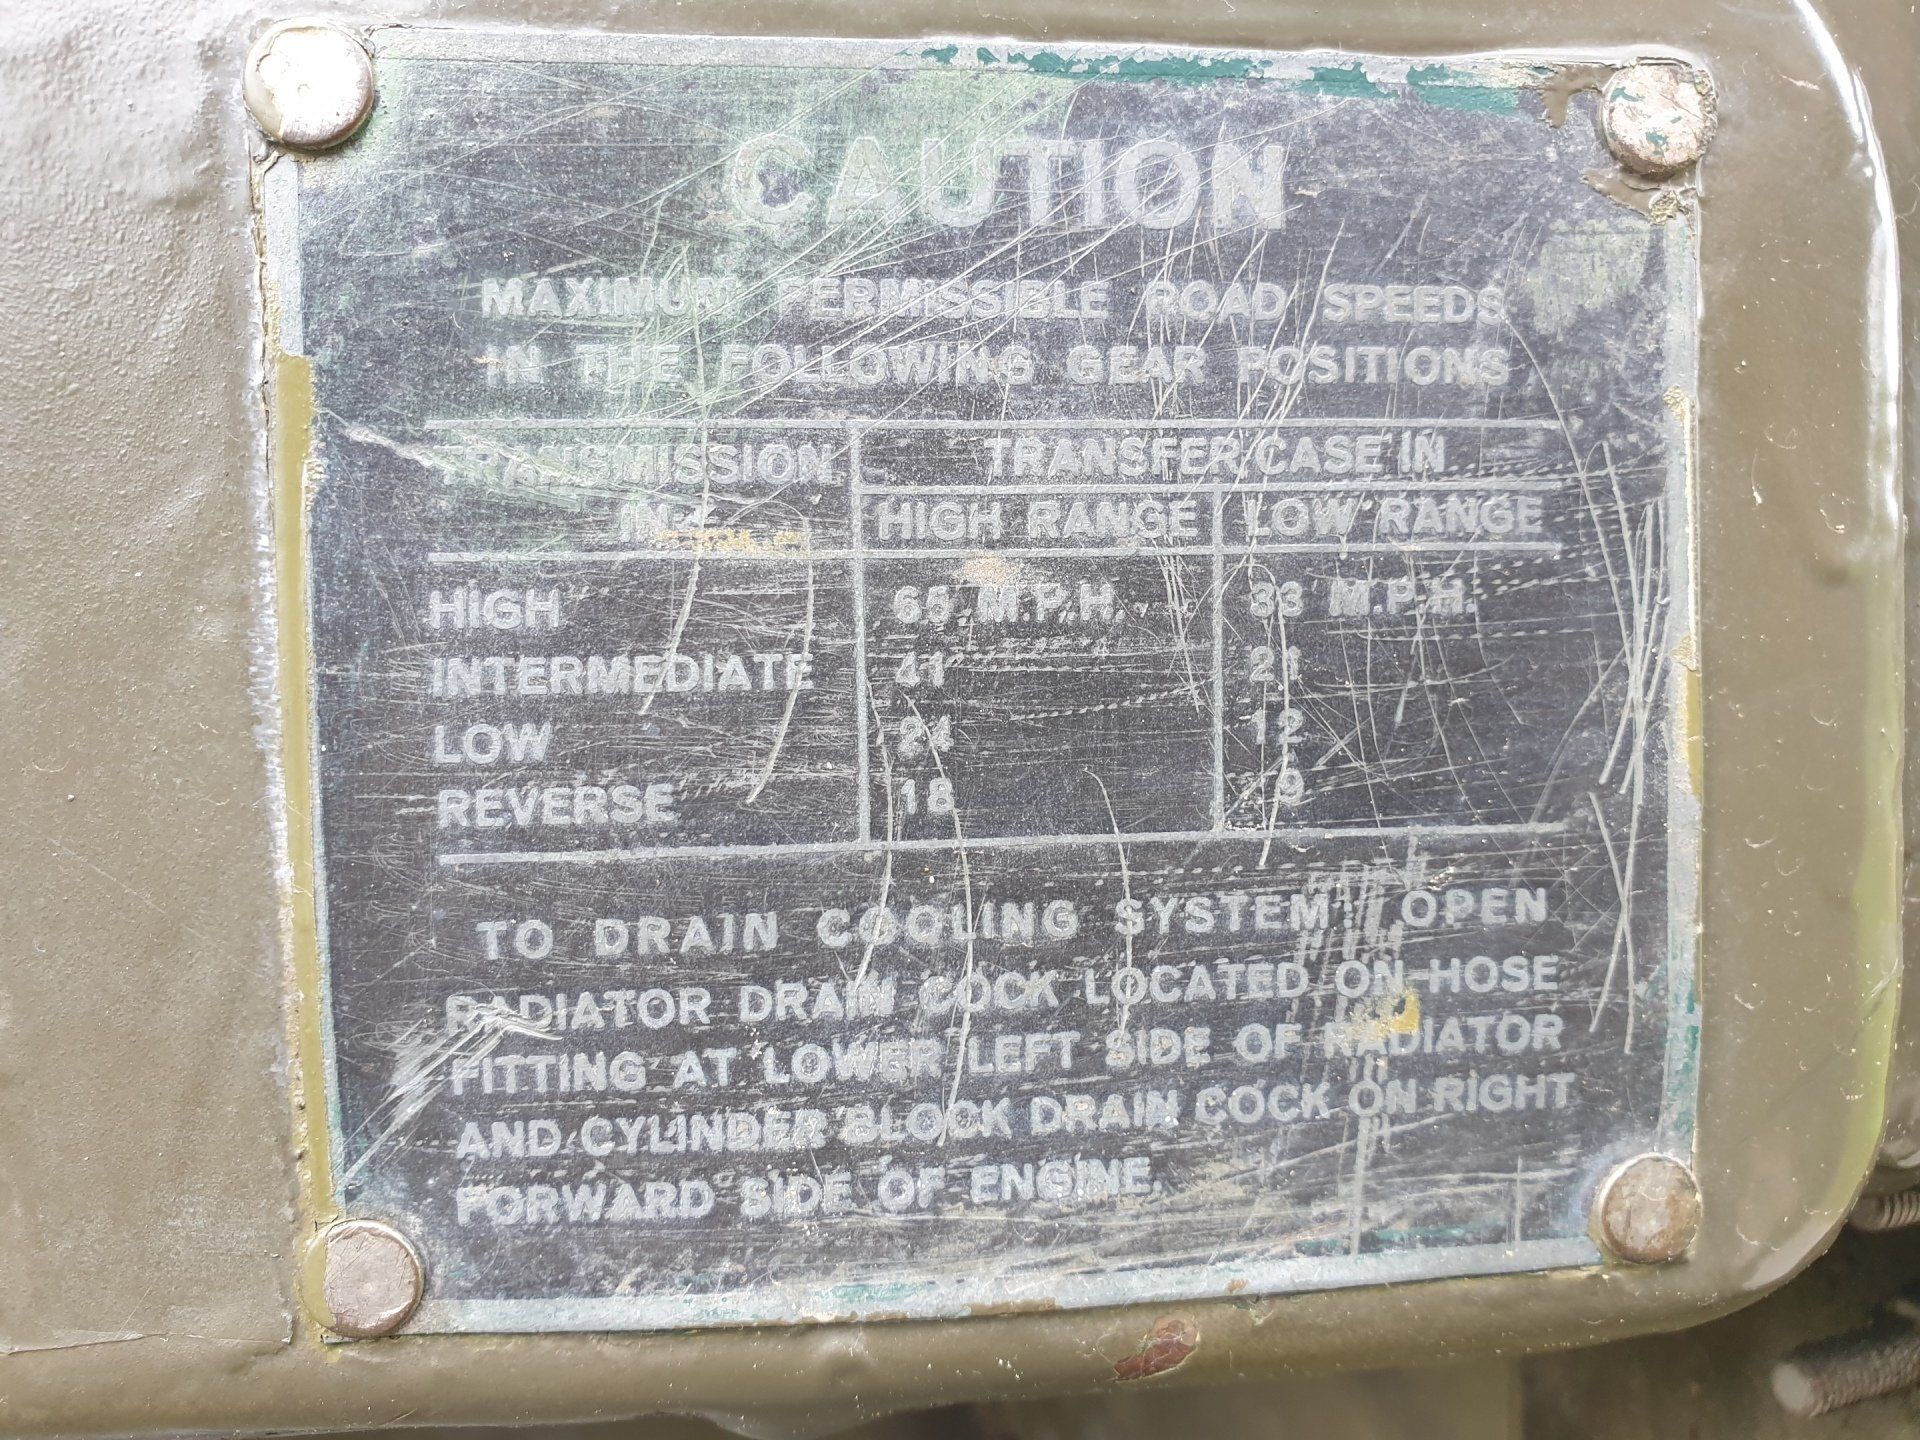 CAUTION
MAXIMUM PERMISSIBLE ROAD SPEEDS
IN THE FOLLOWING GEAR POSITIONS
TRANSMISSION IN
TRANSFER CASE IN
HIGH RANGE LOW RANGE
HIGH 65 M.P.H. 33 M.P.H.
INTERMEDIATE 41 21
LOW 24 12
REVERSE 18 9
TO DRAIN COOLING SYSTEM: OPEN
RADIATOR DRAIN COCK LOCATED ON HOSE
FITTING AT LOWER LEFT SIDE OF RADIATOR
AND CYLINDER BLOCK DRAIN COCK ON RIGHT
FORWARD SIDE OF ENGINE.